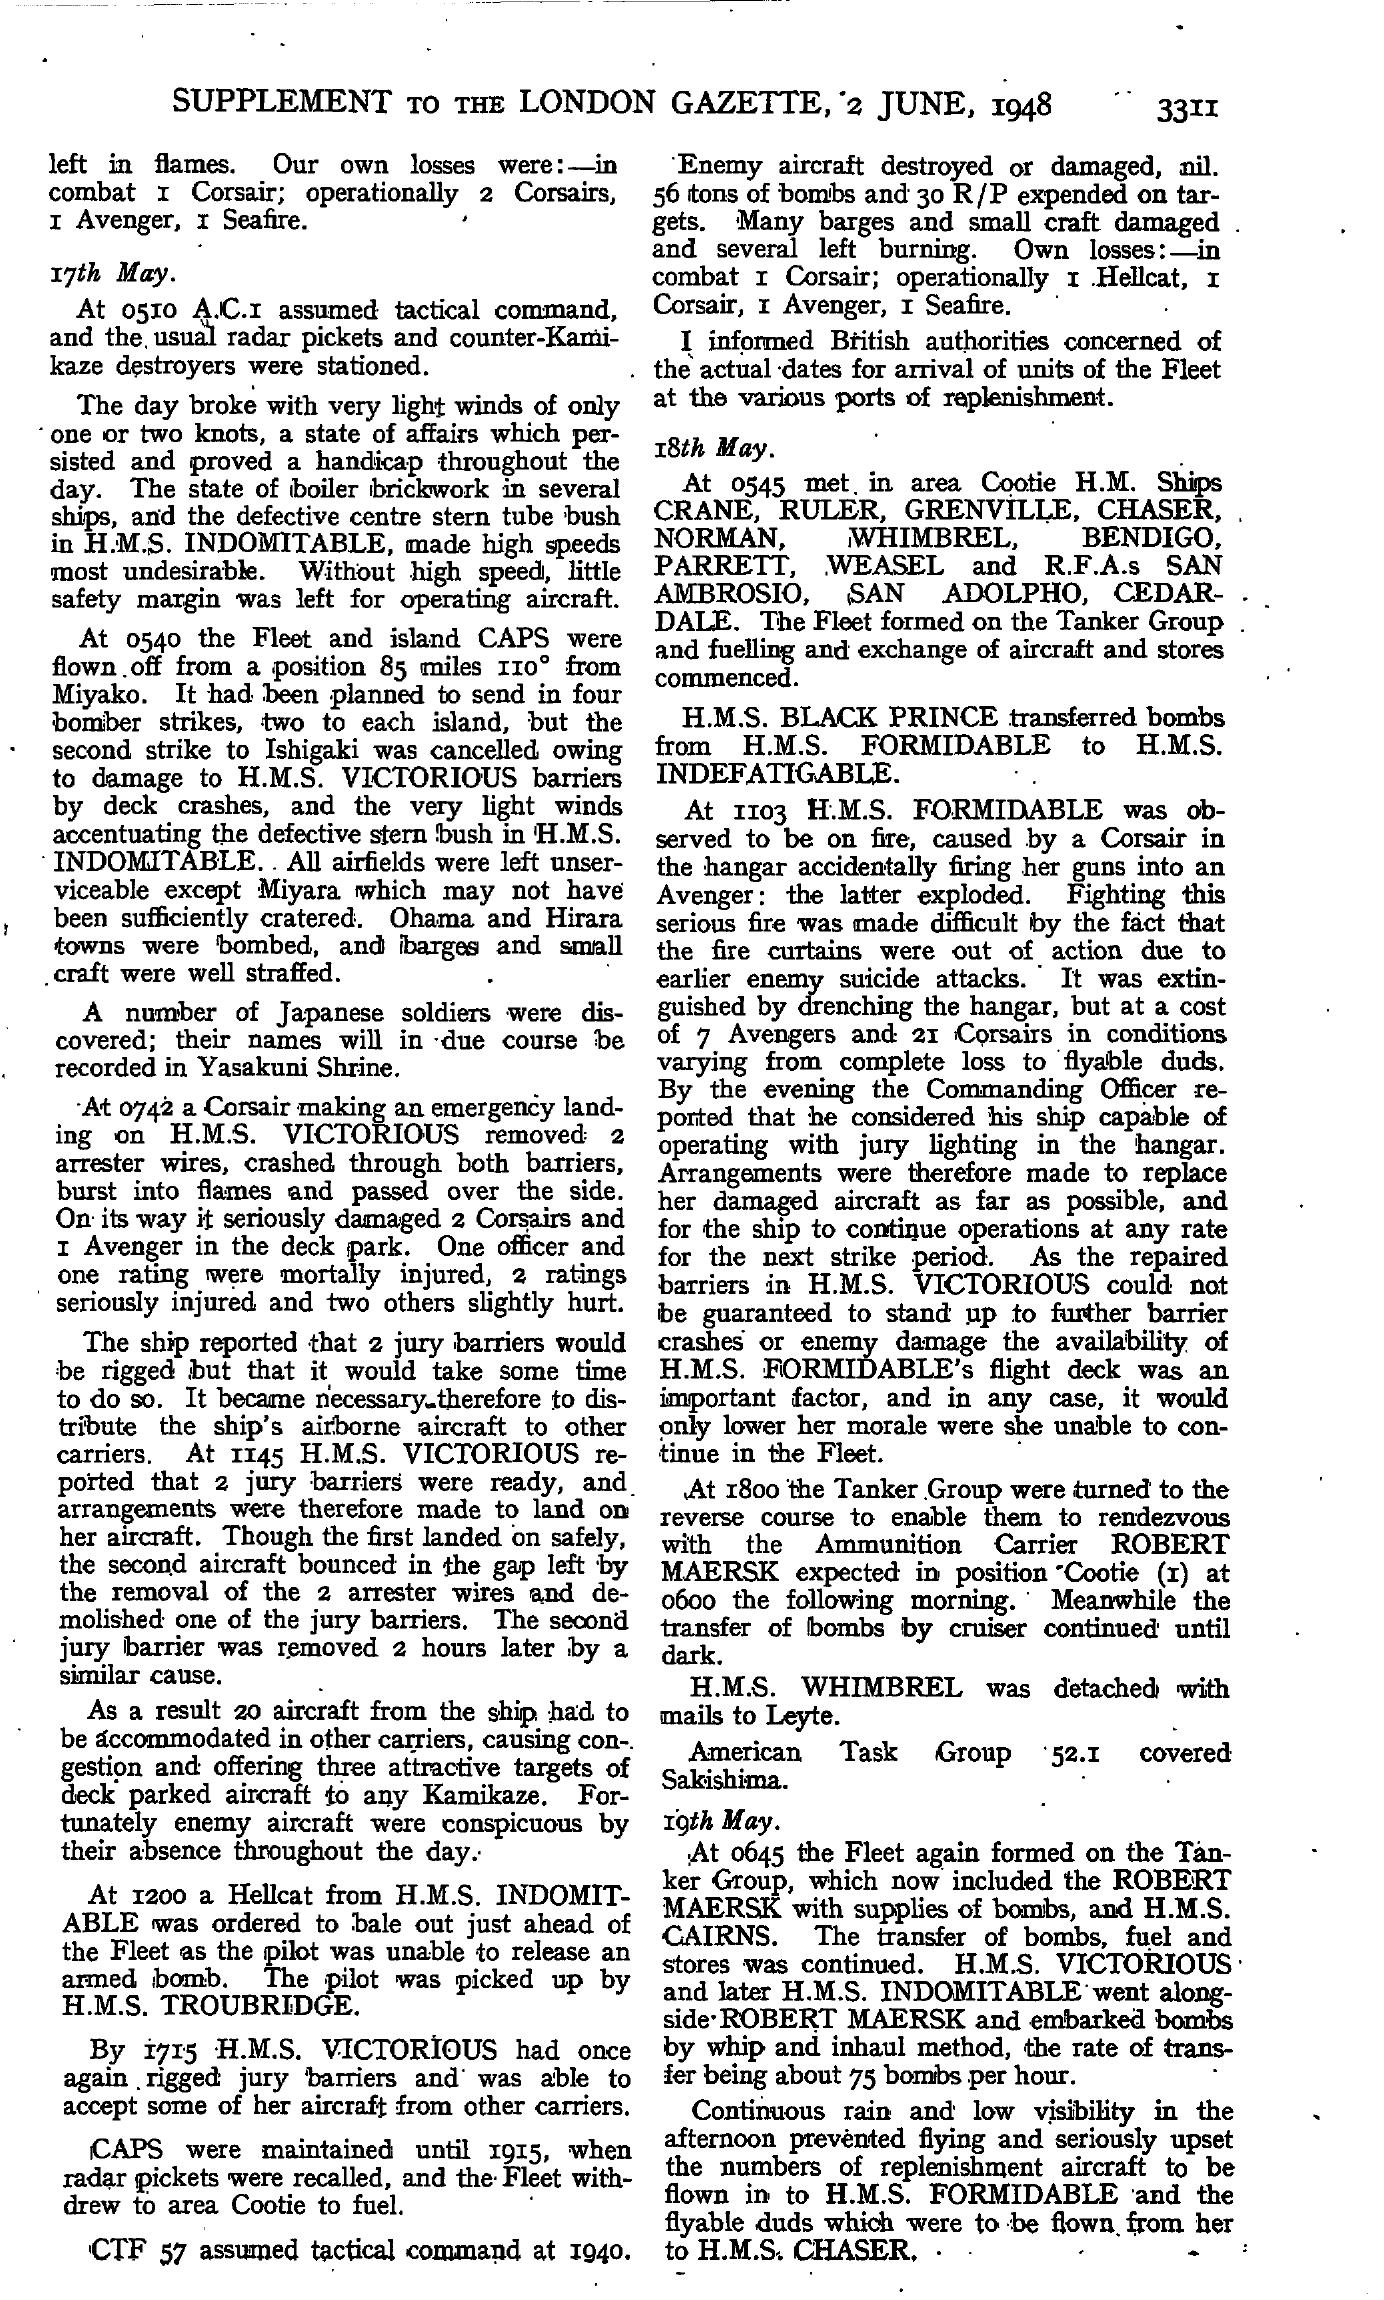 SUPPLEMENT TO THE LONDON GAZETTE, 2 JUNE, 1948 3311
left in flames. Our own losses were:—in
combat 1 Corsair; operationally 2 Corsairs,
1 Avenger, 1 Seafire.
17th May.
At 0510 A.C.1 assumed tactical command,
and the usual radar pickets and counter-Kami-
kaze destroyers were stationed.
The day broke with very light winds of only
one or two knots, a state of affairs which per-
sisted and proved a handicap throughout the
day. The state of boiler brickwork in several
ships, and the defective centre stern tube bush
in H.M.S. INDOMITABLE, made high speeds
most undesirable. Without high speed, little
safety margin was left for operating aircraft.
At 0540 the Fleet and island CAPS were
flown off from a position 85 miles 110° from
Miyako. It had been planned to send in four
bomber strikes, two to each island, but the
second strike to Ishigaki was cancelled owing
to damage to H.M.S. VICTORIOUS barriers
by deck crashes, and the very light winds
accentuating the defective stern bush in H.M.S.
INDOMITABLE. All airfields were left unser-
viceable except Miyara which may not have
been sufficiently cratered. Ohama and Hirara
towns were bombed, and barges and small
craft were well straffed.
A number of Japanese soldiers were dis-
covered; their names will in due course be
recorded in Yasakuni Shrine.
At 0742 a Corsair making an emergency land-
ing on H.M.S. VICTORIOUS removed 2
arrester wires, crashed through both barriers,
burst into flames and passed over the side.
On its way it seriously damaged 2 Corsairs and
1 Avenger in the deck park. One officer and
one rating were mortally injured, 2 ratings
seriously injured and two others slightly hurt.
The ship reported that 2 jury barriers would
be rigged but that it would take some time
to do so. It became necessary therefore to dis-
tribute the ship's airborne aircraft to other
carriers. At 1145 H.M.S. VICTORIOUS re-
ported that 2 jury barriers were ready, and
arrangements were therefore made to land on
her aircraft. Though the first landed on safely,
the second aircraft bounced in the gap left by
the removal of the 2 arrester wires and de-
molished one of the jury barriers. The second
jury barrier was removed 2 hours later by a
similar cause.
As a result 20 aircraft from the ship had to
be accommodated in other carriers, causing con-
gestion and offering three attractive targets of
deck parked aircraft to any Kamikaze. For-
tunately enemy aircraft were conspicuous by
their absence throughout the day.
At 1200 a Hellcat from H.M.S. INDOMIT-
ABLE was ordered to bale out just ahead of
the Fleet as the pilot was unable to release an
armed bomb. The pilot was picked up by
H.M.S. TROUBRIDGE.
By 1715 H.M.S. VICTORIOUS had once
again rigged jury barriers and was able to
accept some of her aircraft from other carriers.
CAPS were maintained until 1915, when
radar pickets were recalled, and the Fleet with-
drew to area Cootie to fuel.
CTF 57 assumed tactical command at 1940.
Enemy aircraft destroyed or damaged, nil.
56 tons of bombs and 30 R/P expended on tar-
gets. Many barges and small craft damaged
and several left burning. Own losses:—in
combat 1 Corsair; operationally 1 Hellcat, 1
Corsair, 1 Avenger, 1 Seafire.
I informed British authorities concerned of
the actual dates for arrival of units of the Fleet
at the various ports of replenishment.
18th May.
At 0545 met in area Cootie H.M. Ships
CRANE, RULER, GRENVILLE, CHASER,
NORMAN, WHIMBREL, BENDIGO,
PARRETT, WEASEL and R.F.A.s SAN
AMBROSIO, SAN ADOLPHO, CEDAR-
DALE. The Fleet formed on the Tanker Group
and fuelling and exchange of aircraft and stores
commenced.
H.M.S. BLACK PRINCE transferred bombs
from H.M.S. FORMIDABLE to H.M.S.
INDEFATIGABLE.
At 1103 H.M.S. FORMIDABLE was ob-
served to be on fire, caused by a Corsair in
the hangar accidentally firing her guns into an
Avenger: the latter exploded. Fighting this
serious fire was made difficult by the fact that
the fire curtains were out of action due to
earlier enemy suicide attacks. It was extin-
guished by drenching the hangar, but at a cost
of 7 Avengers and 21 Corsairs in conditions
varying from complete loss to flyable duds.
By the evening the Commanding Officer re-
ported that he considered his ship capable of
operating with jury lighting in the hangar.
Arrangements were therefore made to replace
her damaged aircraft as far as possible, and
for the ship to continue operations at any rate
for the next strike period. As the repaired
barriers in H.M.S. VICTORIOUS could not
be guaranteed to stand up to further barrier
crashes or enemy damage the availability of
H.M.S. FORMIDABLE's flight deck was an
important factor, and in any case, it would
only lower her morale were she unable to con-
tinue in the Fleet.
At 1800 the Tanker Group were turned to the
reverse course to enable them to rendezvous
with the Ammunition Carrier ROBERT
MAERSK expected in position Cootie (1) at
0600 the following morning. Meanwhile the
transfer of bombs by cruiser continued until
dark.
H.M.S. WHIMBREL was detached with
mails to Leyte.
American Task Group 52.1 covered
Sakishima.
19th May.
At 0645 the Fleet again formed on the Tan-
ker Group, which now included the ROBERT
MAERSK with supplies of bombs, and H.M.S.
CAIRNS. The transfer of bombs, fuel and
stores was continued. H.M.S. VICTORIOUS
and later H.M.S. INDOMITABLE went along-
side ROBERT MAERSK and embarked bombs
by whip and inhaul method, the rate of trans-
fer being about 75 bombs per hour.
Continuous rain and low visibility in the
afternoon prevented flying and seriously upset
the numbers of replenishment aircraft to be
flown in to H.M.S. FORMIDABLE and the
flyable duds which were to be flown from her
to H.M.S. CHASER.